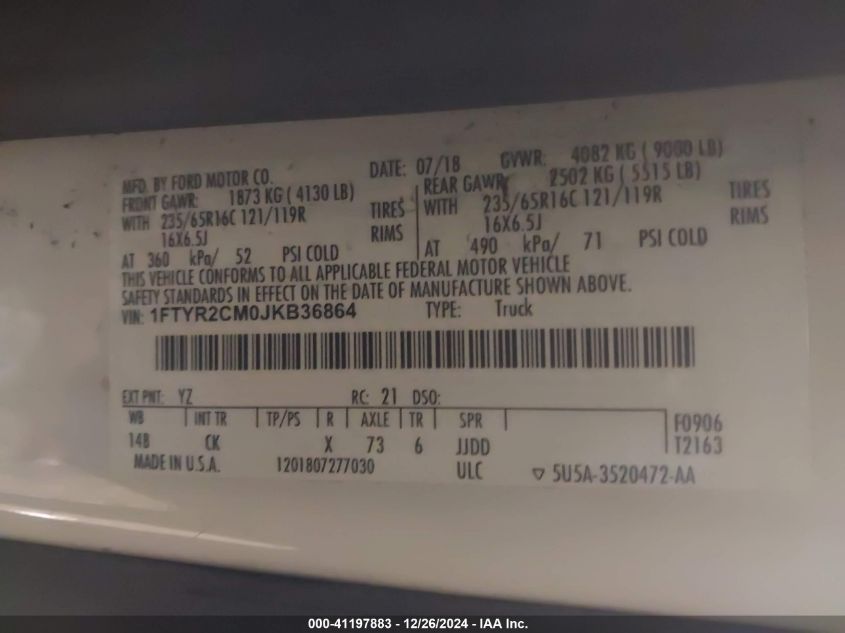 MFD. BY FORD MOTOR CO. DATE: 07/18 GVWR: 4082 KG ( 9000 LB)
FRONT GAWR: 1873 KG ( 4130 LB) REAR GAWR: 2502 KG ( 5515 LB)
WITH 235/65R16C 121/119R TIRES WITH 235/65R16C 121/119R TIRES
16X6.5J RIMS 16X6.5J RIMS
AT 360 kPa/ 52 PSI COLD AT 490 kPa/ 71 PSI COLD
THIS VEHICLE CONFORMS TO ALL APPLICABLE FEDERAL MOTOR VEHICLE
SAFETY STANDARDS IN EFFECT ON THE DATE OF MANUFACTURE SHOWN ABOVE.
VIN: 1FTYR2CM0JKB36864 TYPE: Truck
EXT PNT: YZ RC: 21 DSO:
WB INT TR TP/PS R AXLE TR SPR F0906
148 CK X 73 6 JJDD T2163
MADE IN U.S.A. 1201807277030 ULC ▽ 5U5A-3520472-AA
000-41197883 - 12/26/2024 - IAA Inc.